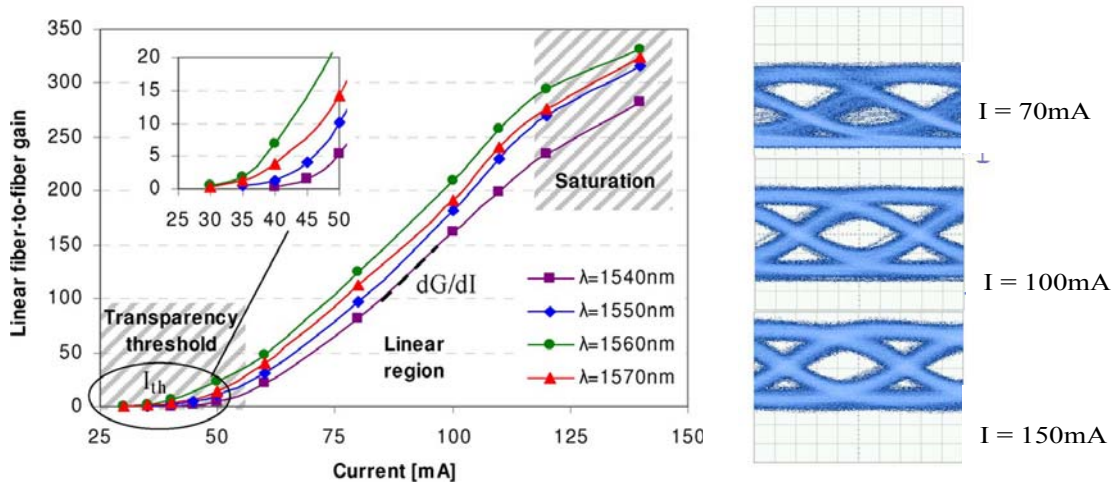 Linear fiber-to-fiber gain
350
300
250
200
150
100
50
0
20
15
10
5
0
25 30 35 40 45 50
Transparency
threshold
I_th
Saturation
dG/dI
Linear
region
λ=1540nm
λ=1550nm
λ=1560nm
λ=1570nm
25 50 75 100 125 150
Current [mA]
I = 70mA
I = 100mA
I = 150mA